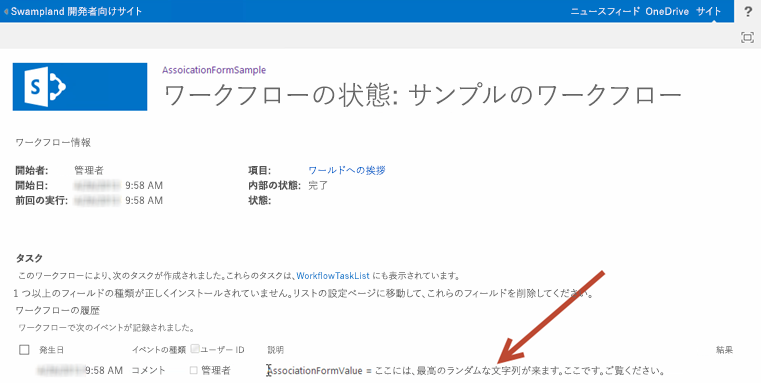 Swampland 開発者向けサイト ニュースフィード OneDrive サイト ?
AssoicationFormSample
ワークフローの状態: サンプルのワークフロー
ワークフロー情報
開始者: 管理者 項目: ワールドへの挨拶
開始日: 9:58 AM 内部の状態: 完了
前回の実行: 9:58 AM 状態:
タスク
このワークフローにより、次のタスクが作成されました。これらのタスクは、WorkflowTaskList にも表示されています。
1 つ以上のフィールドの種類が正しくインストールされていません。リストの設定ページに移動して、これらのフィールドを削除してください。
ワークフローの履歴
ワークフローで次のイベントが記録されました。
発生日 イベントの種類 ユーザー ID 説明 結果
9:58 AM コメント 管理者 AssociationFormValue = ここには、最高のランダムな文字列が来ます。ここです。ご覧ください。